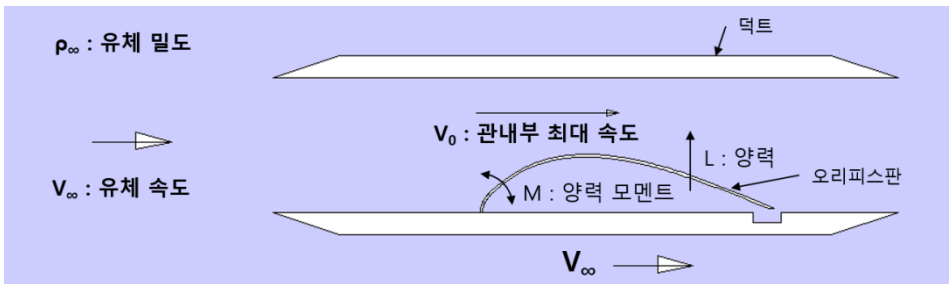 ρ∞ : 유체 밀도
덕트
V₀ : 관내부 최대 속도
L : 양력
오리피스판
V∞ : 유체 속도
M : 양력 모멘트
V∞